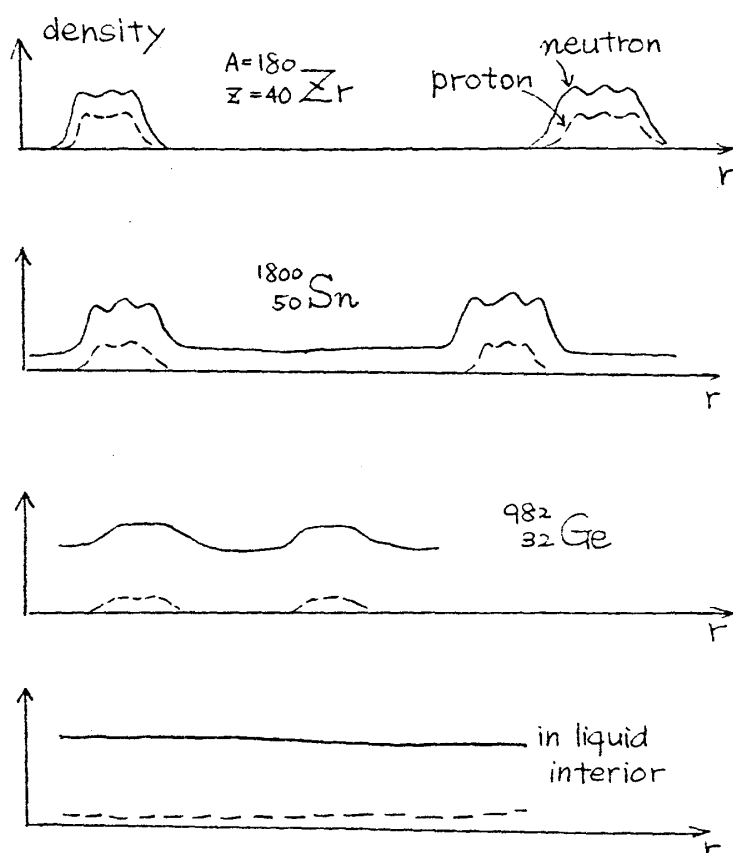 density
A=180
Z=40 Zr
neutron
proton
r
1800
50 Sn
r
982
32 Ge
r
in liquid
interior
r